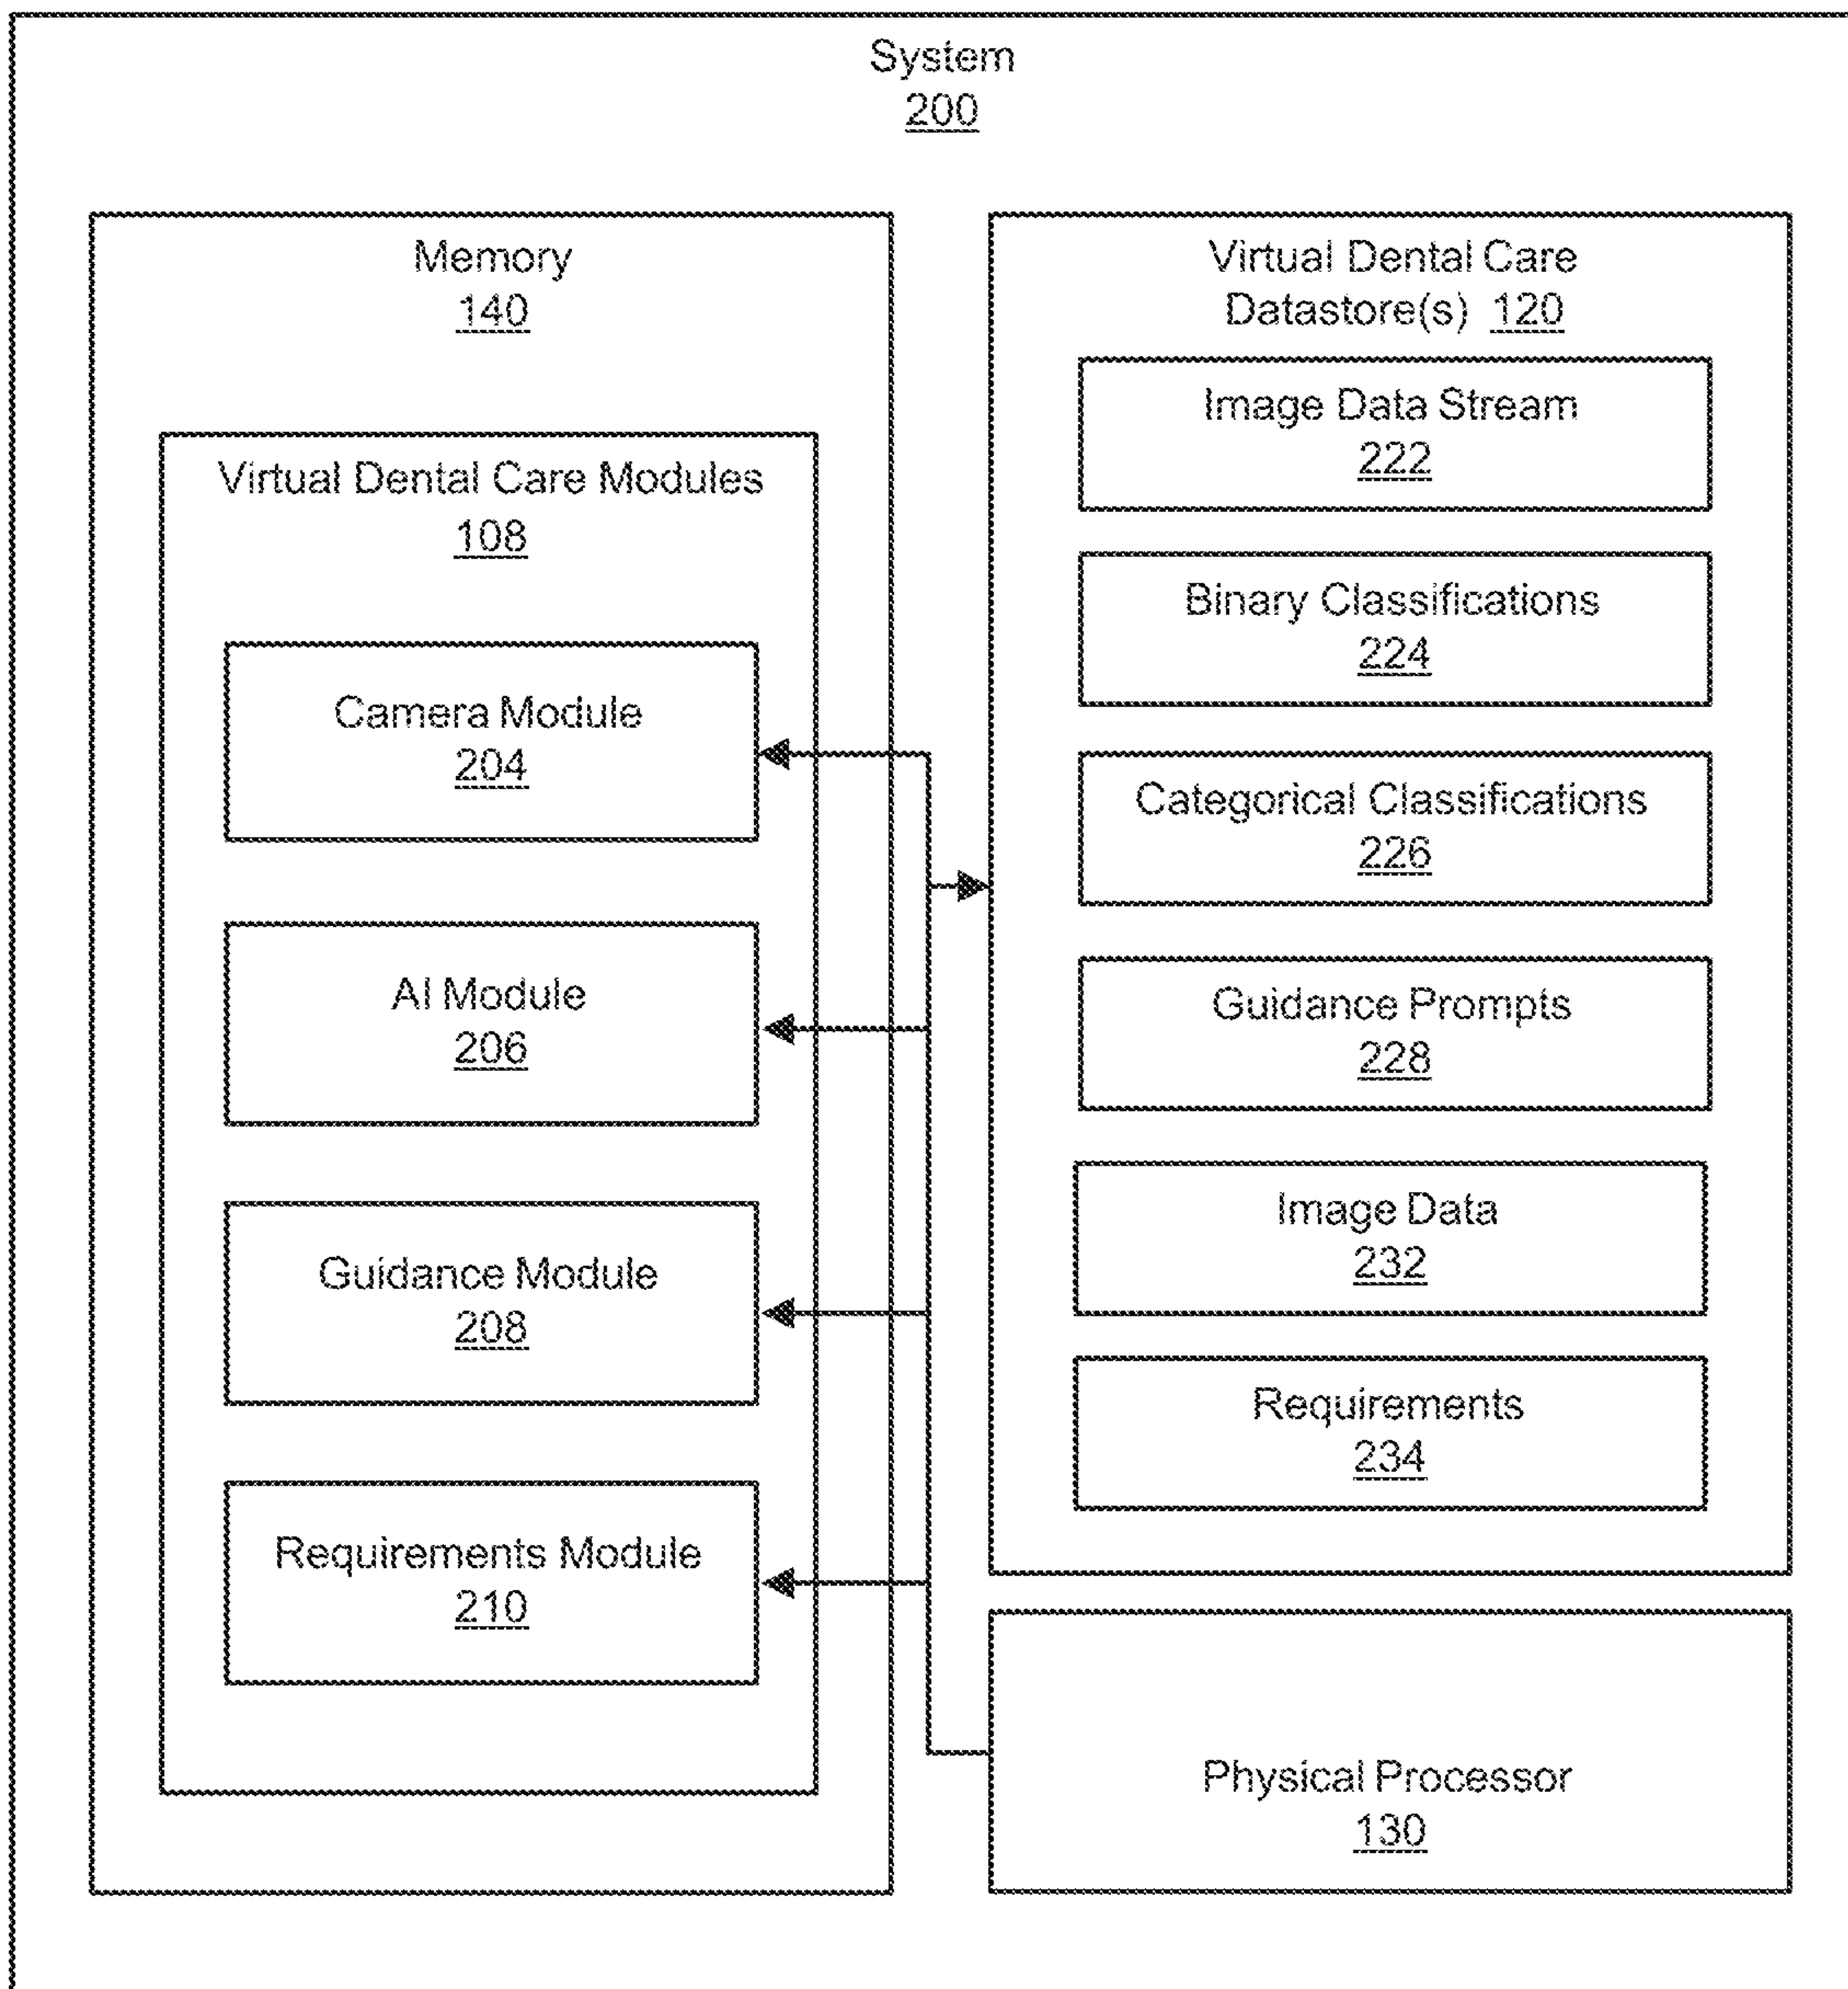 System
200
Memory
140
Virtual Dental Care Modules
108
Camera Module
204
AI Module
206
Guidance Module
208
Requirements Module
210
Virtual Dental Care
Datastore(s) 120
Image Data Stream
222
Binary Classifications
224
Categorical Classifications
226
Guidance Prompts
228
Image Data
232
Requirements
234
Physical Processor
130